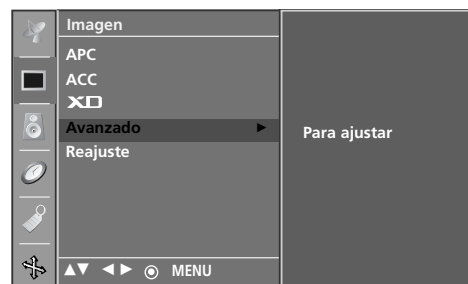 Imagen
APC
ACC
XD
Avanzado ►
Para ajustar
Reajuste
▲▼ ◄► ◉ MENU